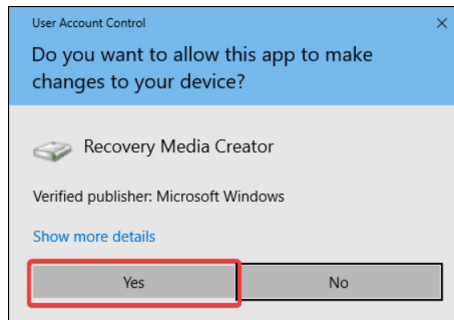 User Account Control
Do you want to allow this app to make
changes to your device?
Recovery Media Creator
Verified publisher: Microsoft Windows
Show more details
Yes
No